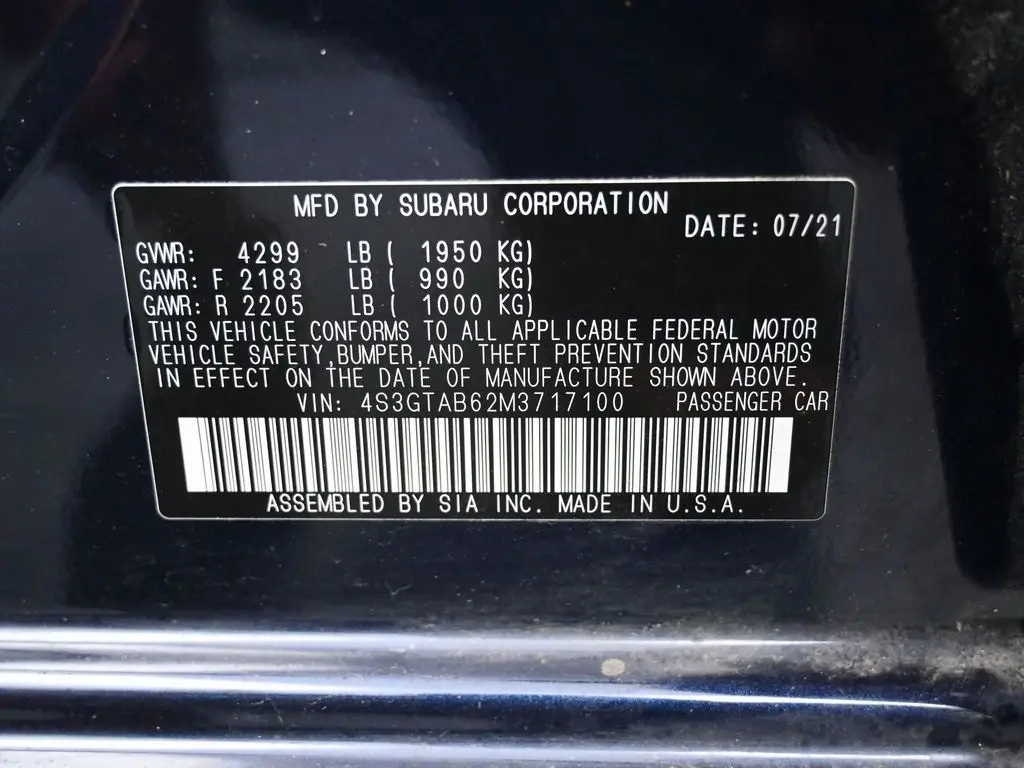 MFD BY SUBARU CORPORATION
DATE: 07/21
GVWR: 4299 LB ( 1950 KG)
GAWR: F 2183 LB ( 990 KG)
GAWR: R 2205 LB ( 1000 KG)
THIS VEHICLE CONFORMS TO ALL APPLICABLE FEDERAL MOTOR
VEHICLE SAFETY,BUMPER,AND THEFT PREVENTION STANDARDS
IN EFFECT ON THE DATE OF MANUFACTURE SHOWN ABOVE.
VIN: 4S3GTAB62M3717100 PASSENGER CAR
ASSEMBLED BY SIA INC. MADE IN U.S.A.